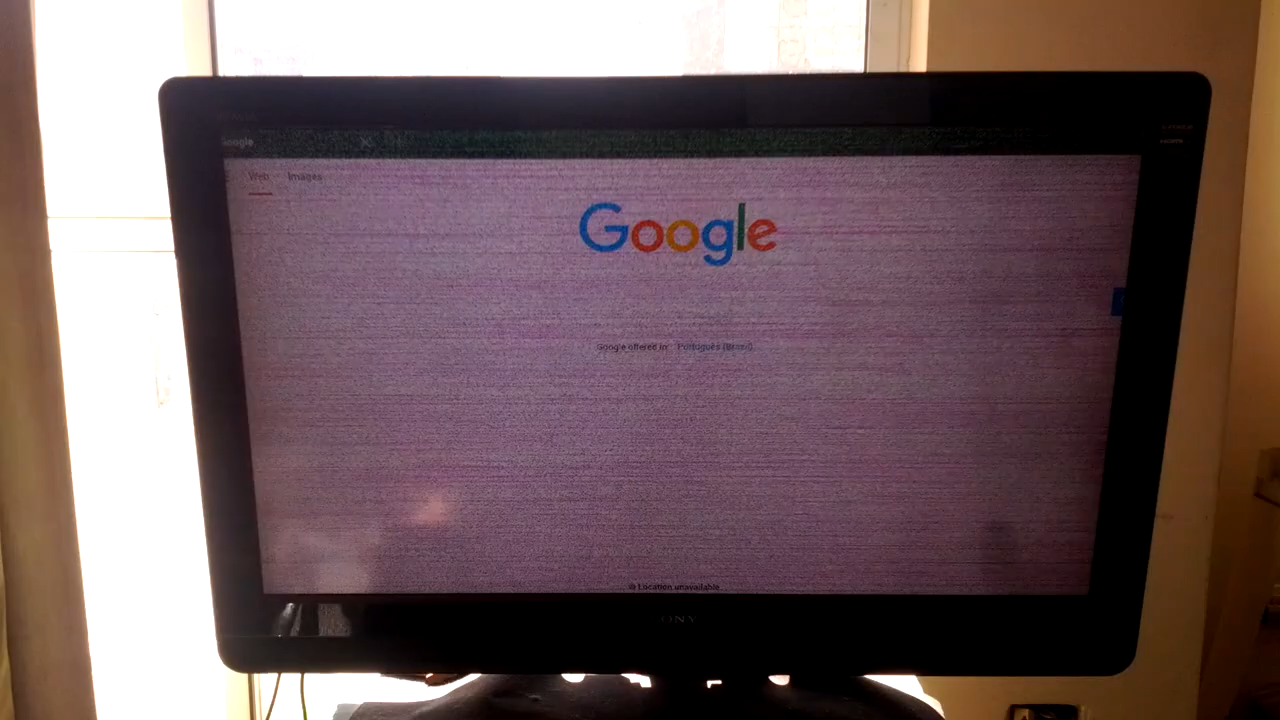 Google
Web Images
Google
Google offered in: Português (Brasil)
Location unavailable
SONY